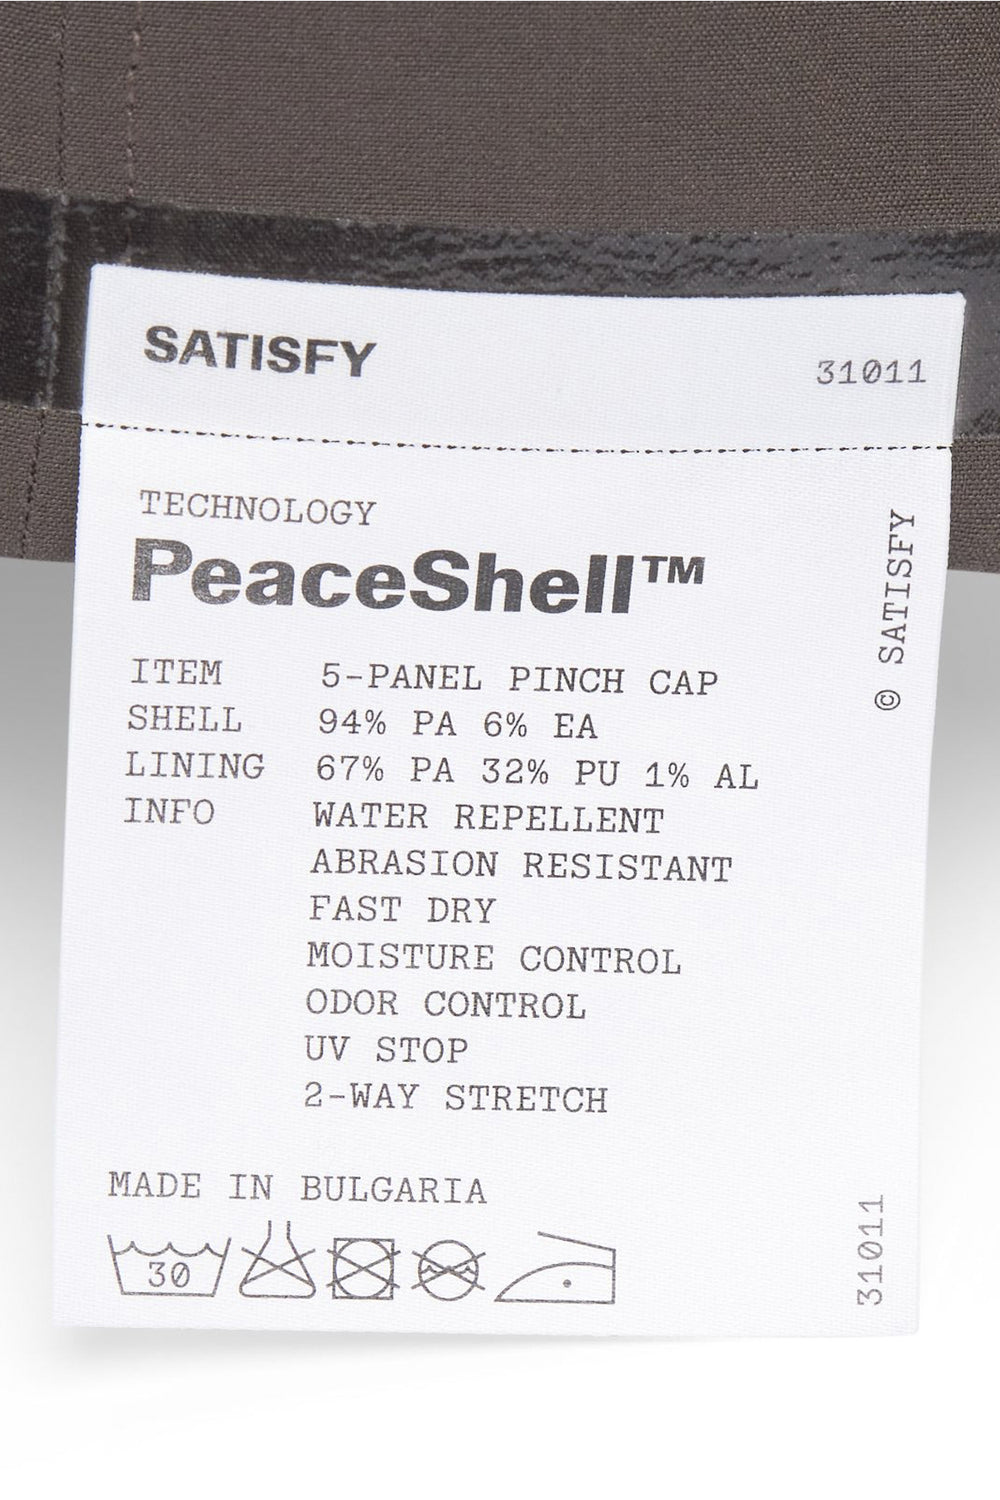 SATISFY
31011
TECHNOLOGY
PeaceShell™
© SATISFY
ITEM 5-PANEL PINCH CAP
SHELL 94% PA 6% EA
LINING 67% PA 32% PU 1% AL
INFO WATER REPELLENT
ABRASION RESISTANT
FAST DRY
MOISTURE CONTROL
ODOR CONTROL
UV STOP
2-WAY STRETCH
MADE IN BULGARIA
30
31011